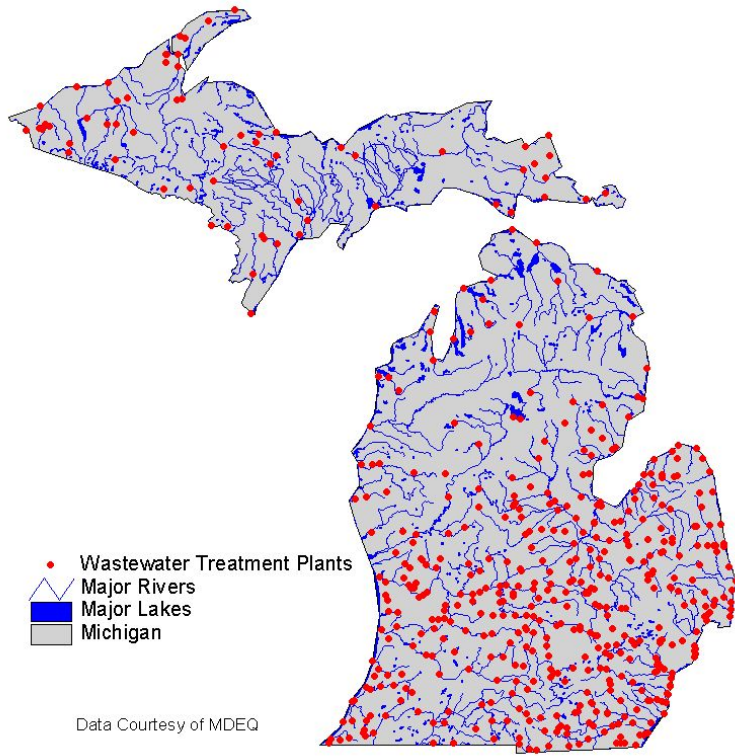 Wastewater Treatment Plants
Major Rivers
Major Lakes
Michigan
Data Courtesy of MDEQ